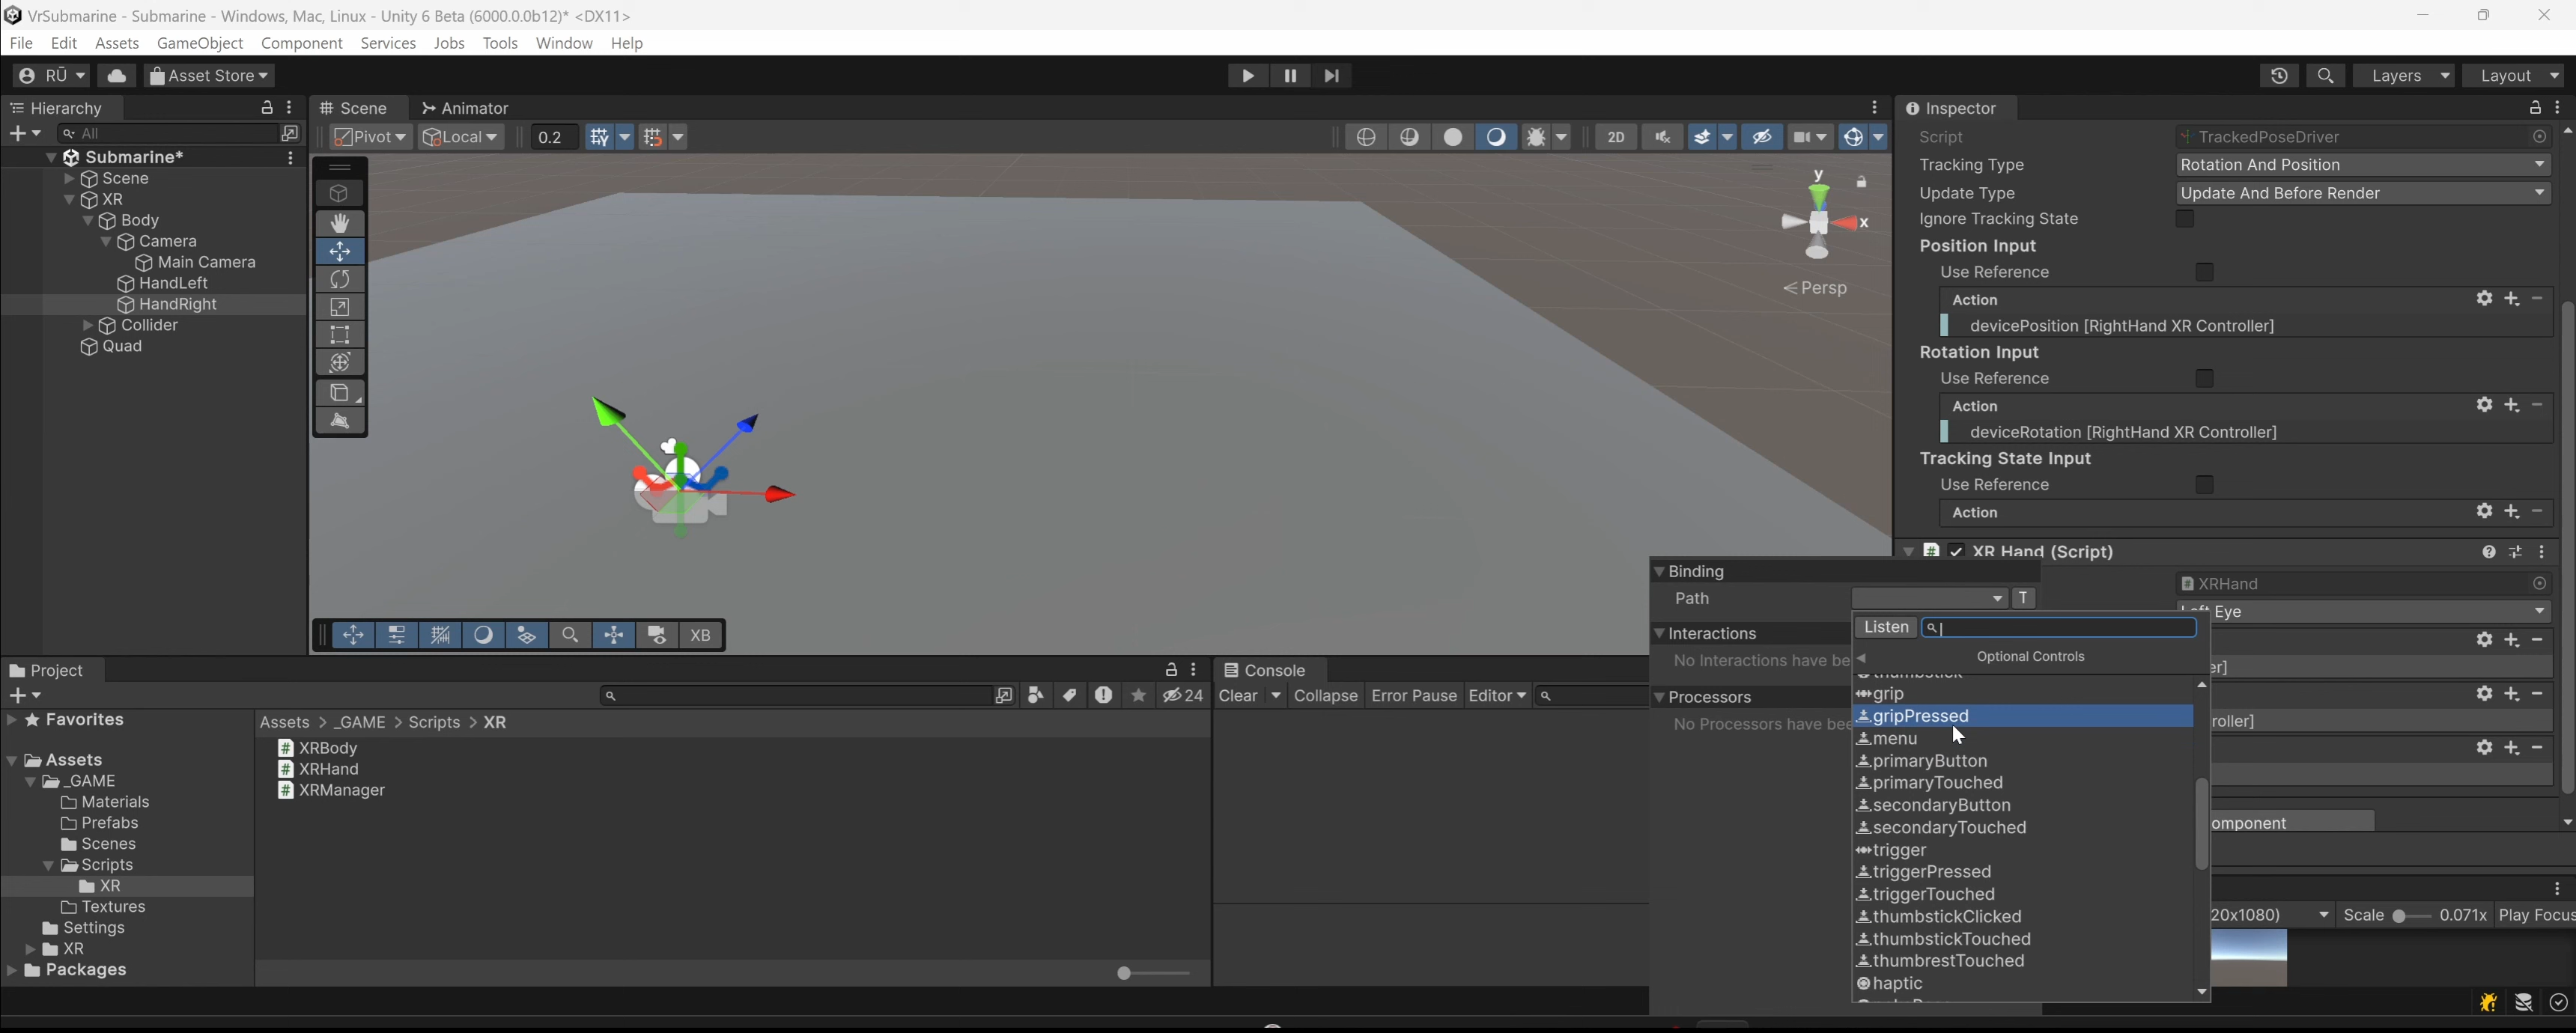 VrSubmarine - Submarine - Windows, Mac, Linux - Unity 6 Beta (6000.0.0b12)* <DX11>
File Edit Assets GameObject Component Services Jobs Tools Window Help
RŪ Asset Store Layers Layout
Hierarchy
All
Submarine*
Scene
XR
Body
Camera
Main Camera
HandLeft
HandRight
Collider
Quad
Scene Animator
Pivot Local 0.2 2D
y
x
Persp
XB
Inspector
Script TrackedPoseDriver
Tracking Type Rotation And Position
Update Type Update And Before Render
Ignore Tracking State
Position Input
Use Reference
Action
devicePosition [RightHand XR Controller]
Rotation Input
Use Reference
Action
deviceRotation [RightHand XR Controller]
Tracking State Input
Use Reference
Action
XR Hand (Script)
XRHand
Eye
er]
roller]
omponent
Binding
Path T
Interactions
No Interactions have be
Processors
No Processors have bee
Listen
Optional Controls
grip
gripPressed
menu
primaryButton
primaryTouched
secondaryButton
secondaryTouched
trigger
triggerPressed
triggerTouched
thumbstickClicked
thumbstickTouched
thumbrestTouched
haptic
Project
24
Favorites
Assets
_GAME
Materials
Prefabs
Scenes
Scripts
XR
Textures
Settings
XR
Packages
Assets > _GAME > Scripts > XR
XRBody
XRHand
XRManager
Console
Clear Collapse Error Pause Editor
20x1080) Scale 0.071x Play Focus